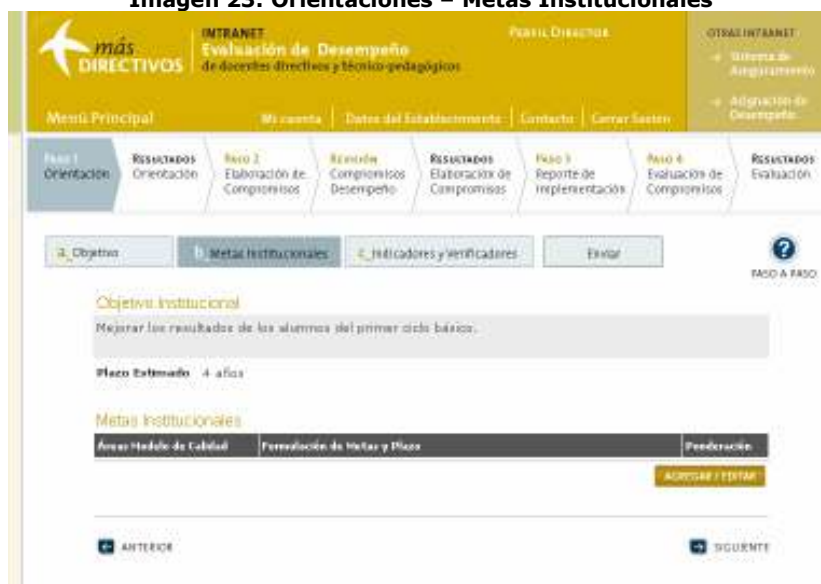 Imagen 23: Orientaciones – Metas Institucionales
más
DIRECTIVOS
INTRANET
Evaluación de Desempeño
de docentes directivos y técnico-pedagógicos
PERFIL DIRECTOR
OTRAS INTRANET
Sistema de
Aseguramiento
Asignación de
Desempeño
Menú Principal
Mi cuenta | Datos del Establecimiento | Contacto | Cerrar Sesión
PASO 1
Orientación
RESULTADOS
Orientación
PASO 2
Elaboración de
Compromisos
REVISIÓN
Compromisos
Desempeño
RESULTADOS
Elaboración de
Compromisos
PASO 3
Reporte de
Implementación
PASO 4
Evaluación de
Compromisos
RESULTADOS
Evaluación
a_Objetivo
b_Metas Institucionales
c_Indicadores y Verificadores
Enviar
?
PASO A PASO
Objetivo Institucional
Mejorar los resultados de los alumnos del primer ciclo básico.
Plazo Estimado 4 años
Metas Institucionales
Áreas Modelo de Calidad Formulación de Metas y Plazo Ponderación
AGREGAR / EDITAR
ANTERIOR
SIGUIENTE